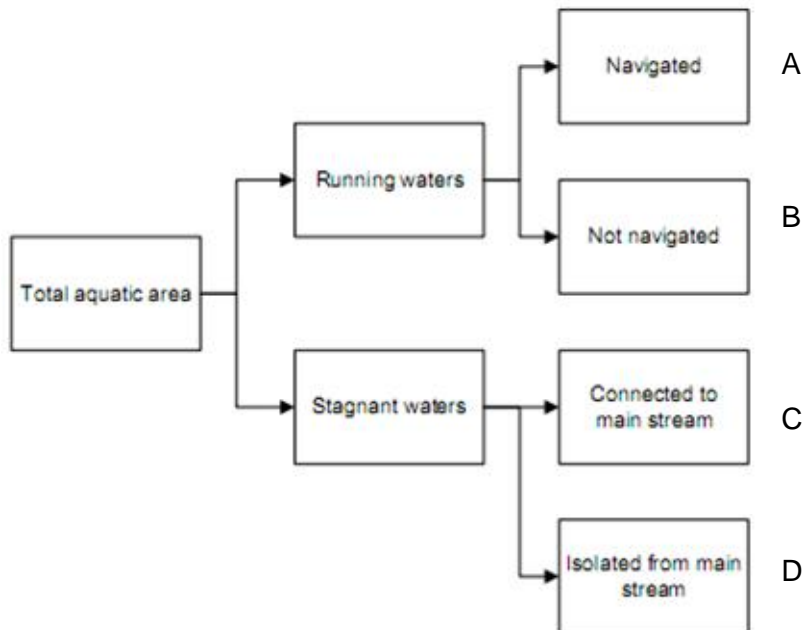 Navigated
A
Running waters
Not navigated
B
Total aquatic area
Stagnant waters
Connected to
main stream
C
Isolated from main
stream
D